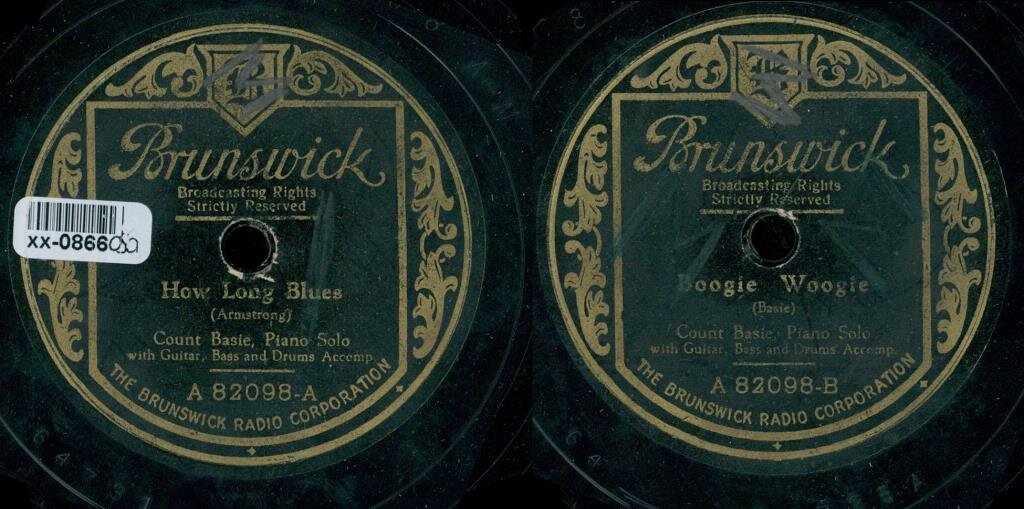 Brunswick
Broadcasting Rights
Strictly Reserved
xx-0866
How Long Blues
(Armstrong)
Count Basie, Piano Solo
with Guitar, Bass and Drums Accomp.
A 82098-A
THE BRUNSWICK RADIO CORPORATION
Brunswick
Broadcasting Rights
Strictly Reserved
Boogie Woogie
(Basie)
Count Basie, Piano Solo
with Guitar, Bass and Drums Accomp.
A 82098-B
THE BRUNSWICK RADIO CORPORATION